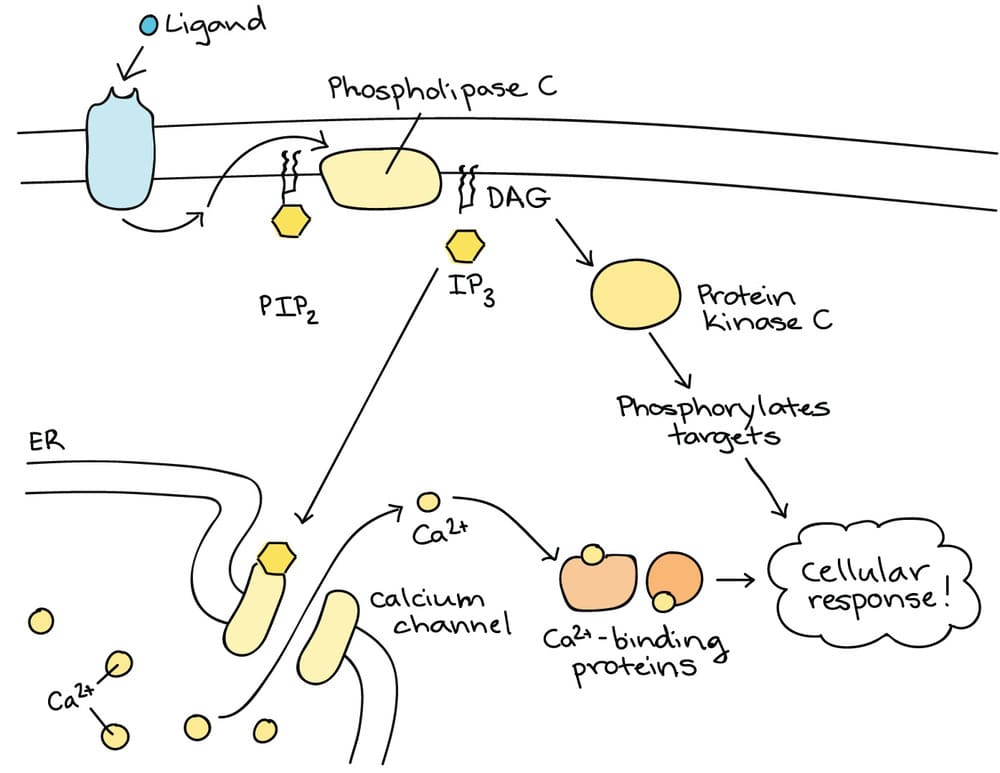 Ligand
Phospholipase C
DAG
IP3
PIP2
Protein
Kinase C
Phosphorylates
targets
ER
Ca2+
Calcium
channel
Ca2+-binding
proteins
Cellular
response!
Ca2+